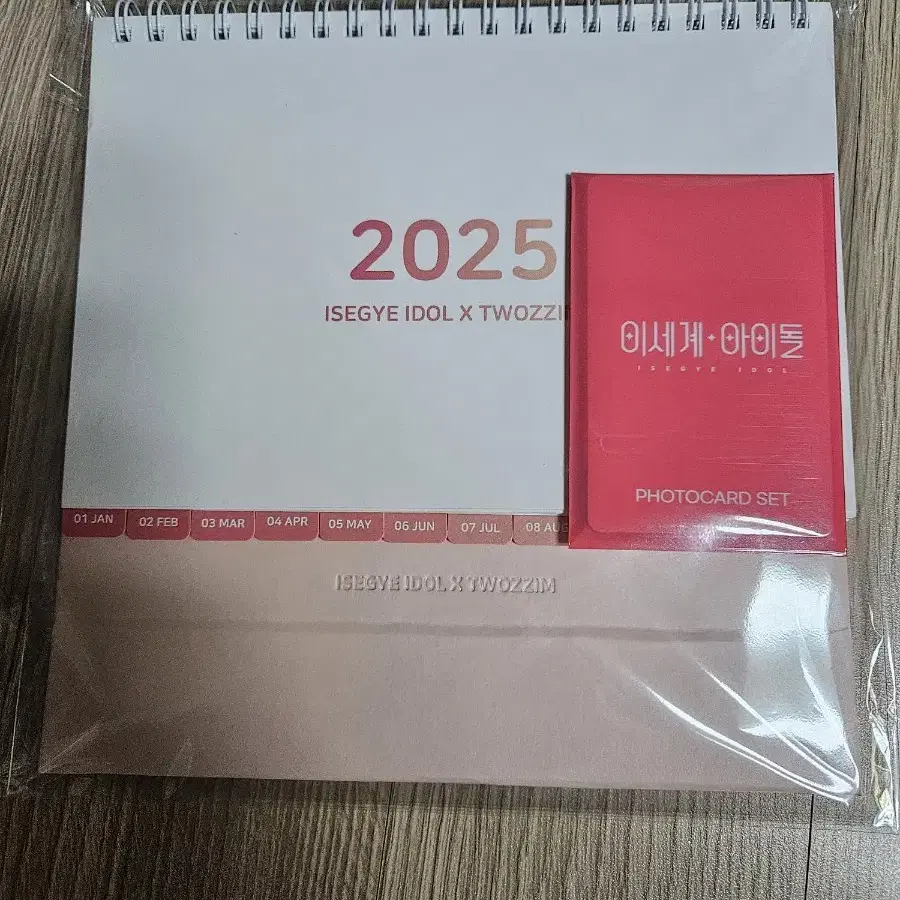 2025
ISEGYE IDOL X TWOZZI
이세계 아이돌
ISEGYE IDOL
PHOTOCARD SET
01 JAN
02 FEB
03 MAR
04 APR
05 MAY
06 JUN
07 JUL
08 AUG
ISEGYE IDOL X TWOZZIM